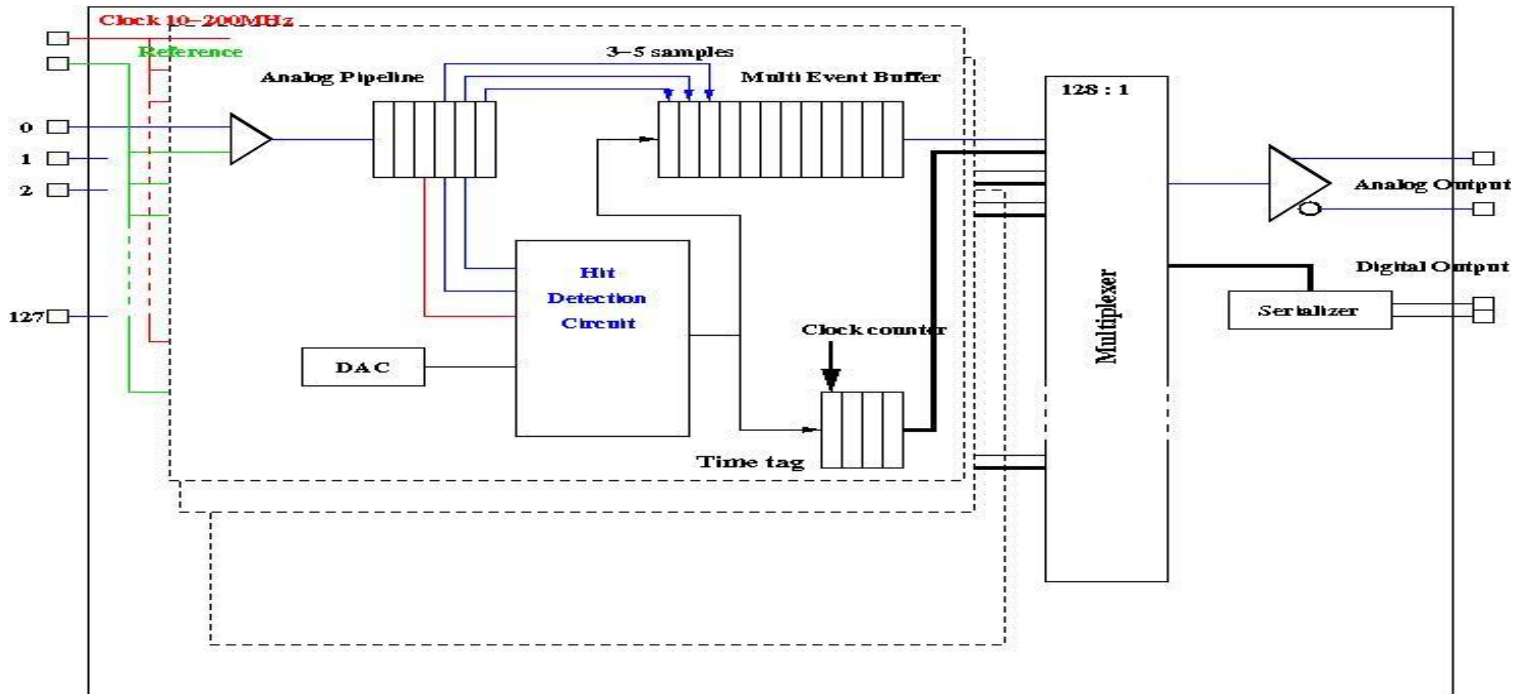 Clock 10-200MHz
Reference
3-5 samples
Analog Pipeline
Multi Event Buffer
128 : 1
0
1
2
127
Analog Output
Digital Output
Hit
Detection
Circuit
Multiplexer
Serializer
Clock counter
DAC
Time tag